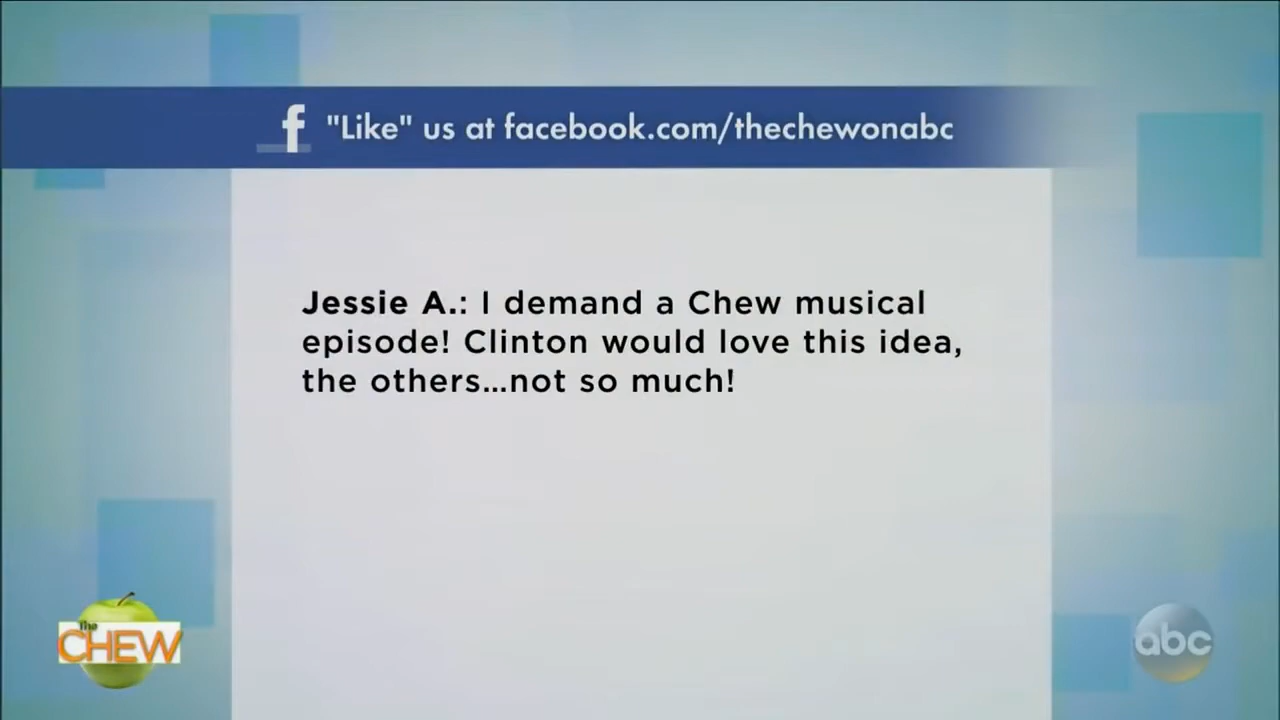 f "Like" us at facebook.com/thechewonabc
Jessie A.: I demand a Chew musical
episode! Clinton would love this idea,
the others...not so much!
the
CHEW
abc